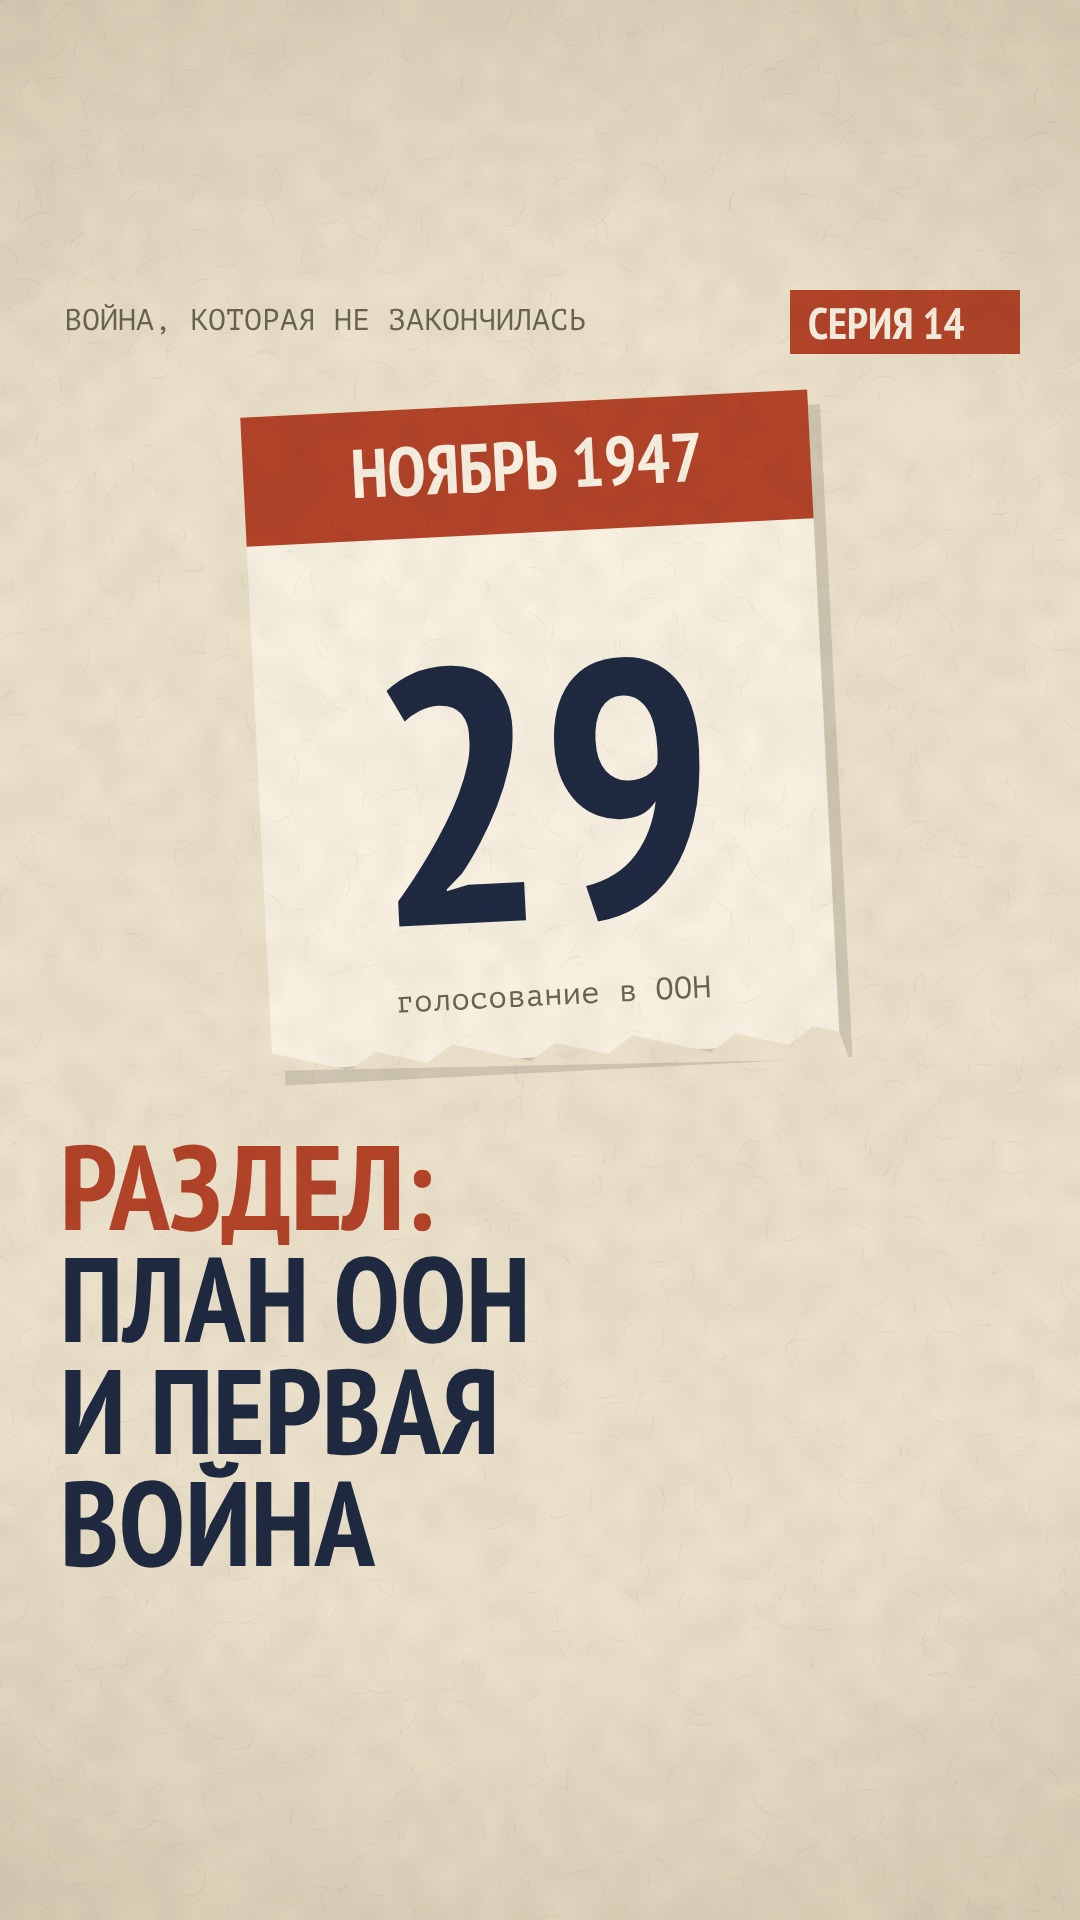 ВОЙНА, КОТОРАЯ НЕ ЗАКОНЧИЛАСЬ
СЕРИЯ 14
НОЯБРЬ 1947
29
голосование в ООН
РАЗДЕЛ:
ПЛАН ООН
И ПЕРВАЯ
ВОЙНА